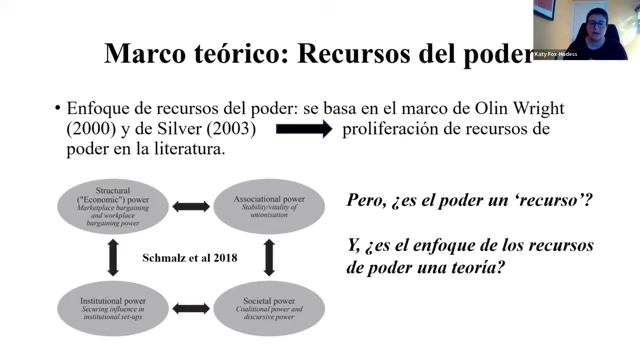 Katy Fox-Hodess
Marco teórico: Recursos del poder
• Enfoque de recursos del poder: se basa en el marco de Olin Wright
(2000) y de Silver (2003) proliferación de recursos de
poder en la literatura.
Structural
("Economic") power
Marketplace bargaining
and workplace
bargaining power
Associational power
Stability/vitality of
unionisation
Schmalz et al 2018
Institutional power
Securing influence in
institutional set-ups
Societal power
Coalitional power and
discursive power
Pero, ¿es el poder un ‘recurso’?
Y, ¿es el enfoque de los recursos
de poder una teoría?